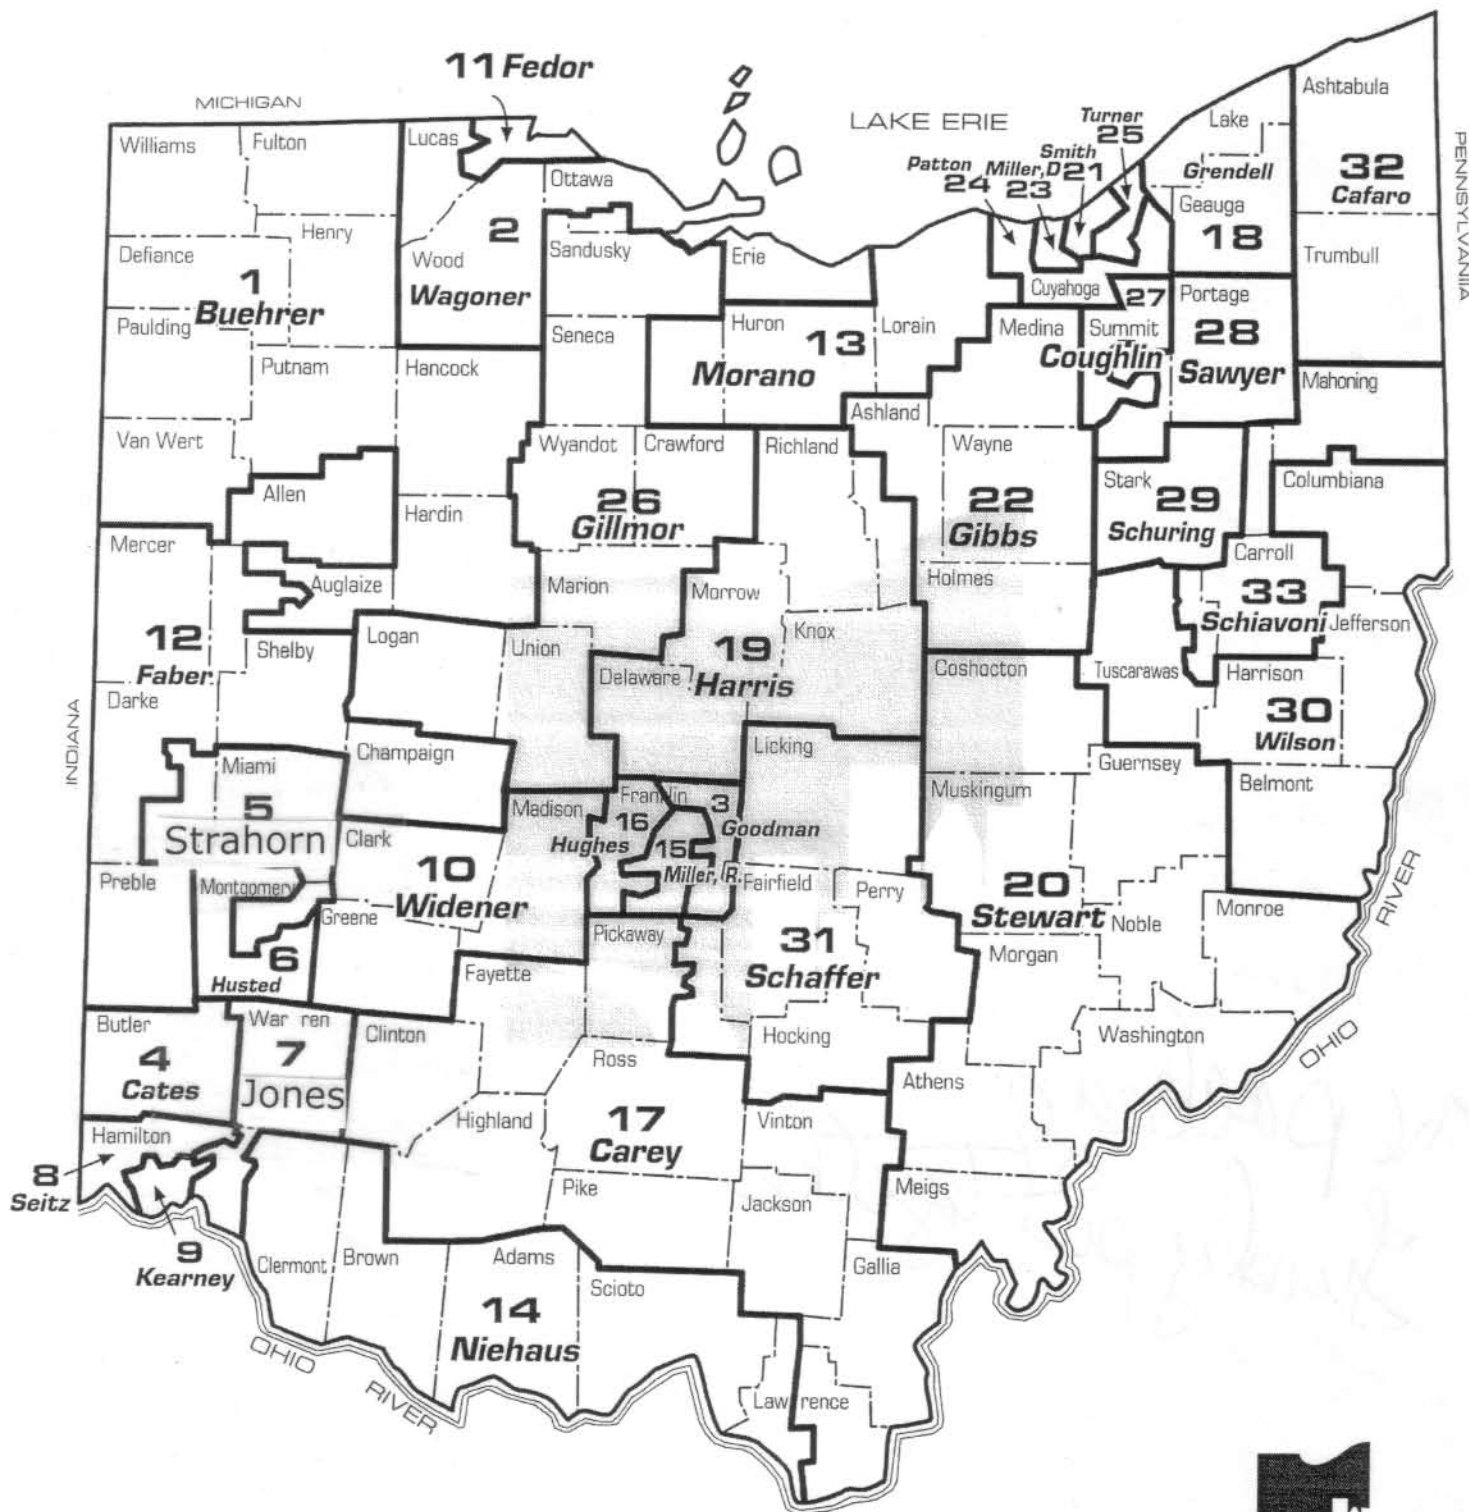 11 Fedor
MICHIGAN
LAKE ERIE
PENNSYLVANIA
INDIANA
OHIO
RIVER
OHIO
RIVER
Williams
Fulton
Lucas
Ottawa
Henry
Defiance
1
Buehrer
Paulding
Putnam
Van Wert
Wood
2
Wagoner
Hancock
Sandusky
Seneca
Erie
Huron
13
Morano
Lorain
Ashland
Patton
24
Miller, D
23
Smith
21
Turner
25
Cuyahoga
Lake
Grendell
Geauga
18
Ashtabula
32
Cafaro
Trumbull
Medina
27
Summit
Coughlin
Portage
28
Sawyer
Mahoning
Allen
Hardin
Wyandot
Crawford
26
Gillmor
Richland
Wayne
22
Gibbs
Holmes
Stark
29
Schuring
Columbiana
Carroll
33
Schiavoni
Jefferson
Mercer
Auglaize
12
Faber
Shelby
Darke
Logan
Union
Marion
Morrow
Knox
Delaware
19
Harris
Coshocton
Tuscarawas
Harrison
30
Wilson
Belmont
Guernsey
Miami
5
Strahorn
Champaign
Clark
10
Widener
Madison
Franklin
16
Hughes
15
Miller, R.
3
Goodman
Licking
Muskingum
Preble
Montgomery
Greene
6
Husted
Fayette
Pickaway
Fairfield
Perry
31
Schaffer
Hocking
20
Stewart
Morgan
Noble
Monroe
Washington
Butler
4
Cates
War ren
7
Jones
Clinton
Ross
Highland
17
Carey
Vinton
Athens
Hamilton
8
Seitz
9
Kearney
Clermont
Brown
Adams
Pike
Jackson
Meigs
Scioto
14
Niehaus
Gallia
Law rence